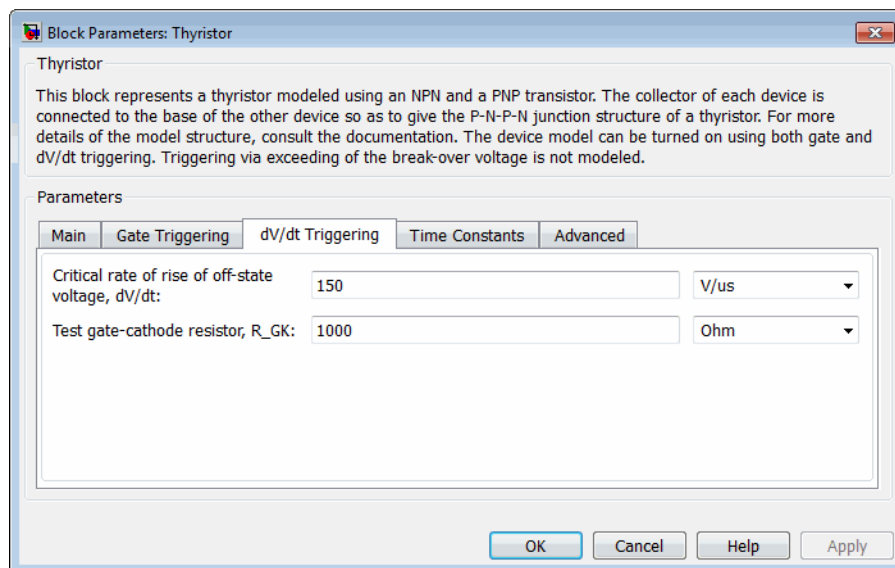 Block Parameters: Thyristor
Thyristor
This block represents a thyristor modeled using an NPN and a PNP transistor. The collector of each device is
connected to the base of the other device so as to give the P-N-P-N junction structure of a thyristor. For more
details of the model structure, consult the documentation. The device model can be turned on using both gate and
dV/dt triggering. Triggering via exceeding of the break-over voltage is not modeled.
Parameters
Main Gate Triggering dV/dt Triggering Time Constants Advanced
Critical rate of rise of off-state
voltage, dV/dt:
150 V/us
Test gate-cathode resistor, R_GK: 1000 Ohm
OK Cancel Help Apply